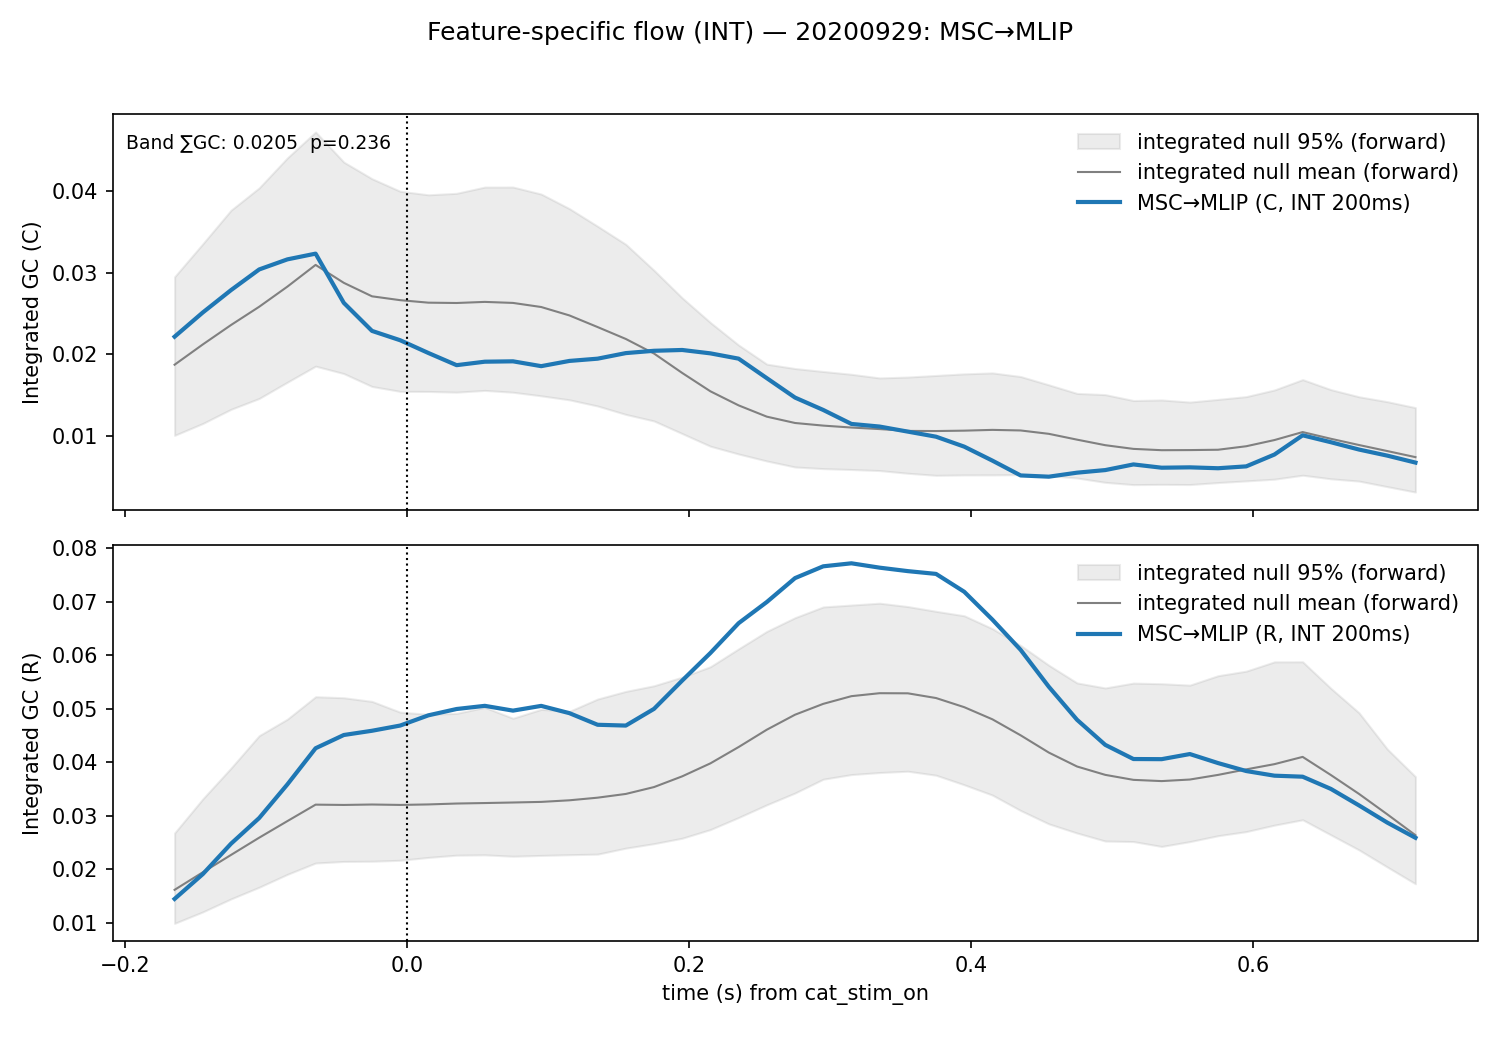 Feature-specific flow (INT) — 20200929: MSC→MLIP
Band ∑GC: 0.0205  p=0.236
integrated null 95% (forward)
integrated null mean (forward)
MSC→MLIP (C, INT 200ms)
Integrated GC (C)
0.04
0.03
0.02
0.01
integrated null 95% (forward)
integrated null mean (forward)
MSC→MLIP (R, INT 200ms)
Integrated GC (R)
0.08
0.07
0.06
0.05
0.04
0.03
0.02
0.01
−0.2 0.0 0.2 0.4 0.6
time (s) from cat_stim_on